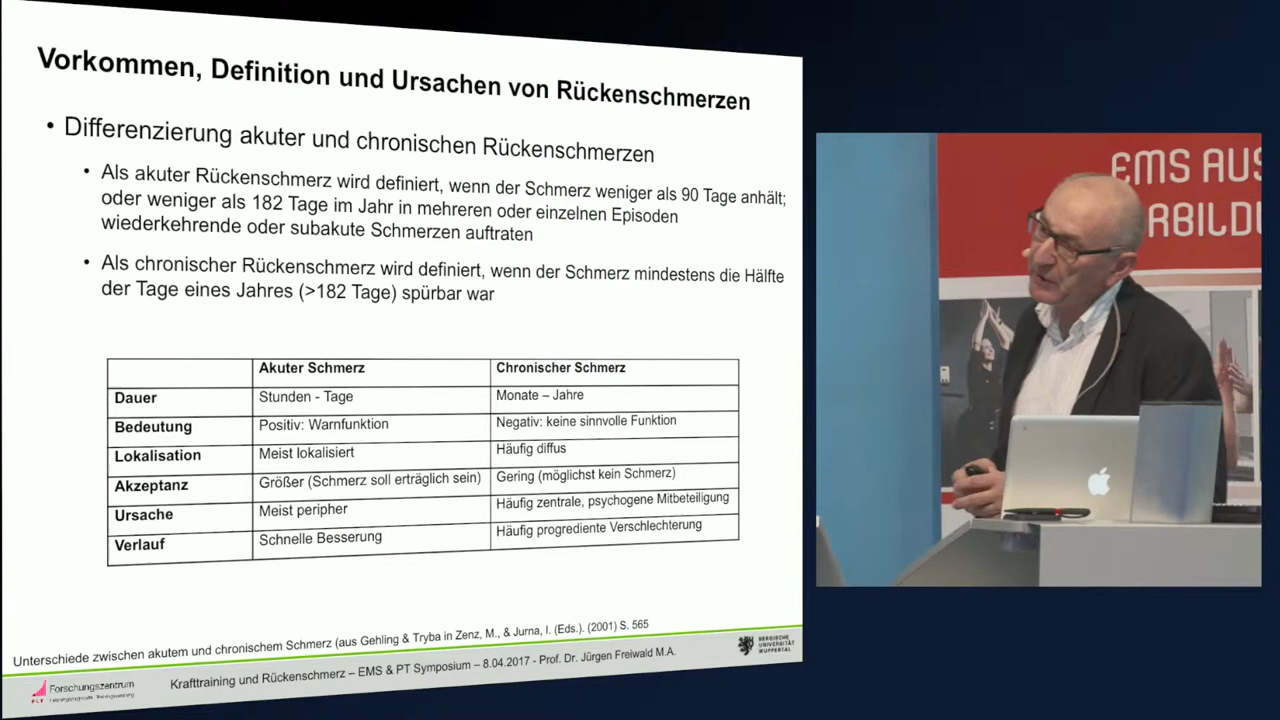 Vorkommen, Definition und Ursachen von Rückenschmerzen
• Differenzierung akuter und chronischen Rückenschmerzen
• Als akuter Rückenschmerz wird definiert, wenn der Schmerz weniger als 90 Tage anhält;
oder weniger als 182 Tage im Jahr in mehreren oder einzelnen Episoden
wiederkehrende oder subakute Schmerzen auftraten
• Als chronischer Rückenschmerz wird definiert, wenn der Schmerz mindestens die Hälfte
der Tage eines Jahres (>182 Tage) spürbar war
Akuter Schmerz Chronischer Schmerz
Dauer Stunden - Tage Monate – Jahre
Bedeutung Positiv: Warnfunktion Negativ: keine sinnvolle Funktion
Lokalisation Meist lokalisiert Häufig diffus
Akzeptanz Größer (Schmerz soll erträglich sein) Gering (möglichst kein Schmerz)
Ursache Meist peripher Häufig zentrale, psychogene Mitbeteiligung
Verlauf Schnelle Besserung Häufig progrediente Verschlechterung
Unterschiede zwischen akutem und chronischem Schmerz (aus Gehling & Tryba in Zenz, M., & Jurna, I. (Eds.). (2001) S. 565
Forschungszentrum
Krafttraining und Rückenschmerz – EMS & PT Symposium – 8.04.2017 - Prof. Dr. Jürgen Freiwald M.A.
BERGISCHE
UNIVERSITÄT
WUPPERTAL
EMS AUS
RBILDU